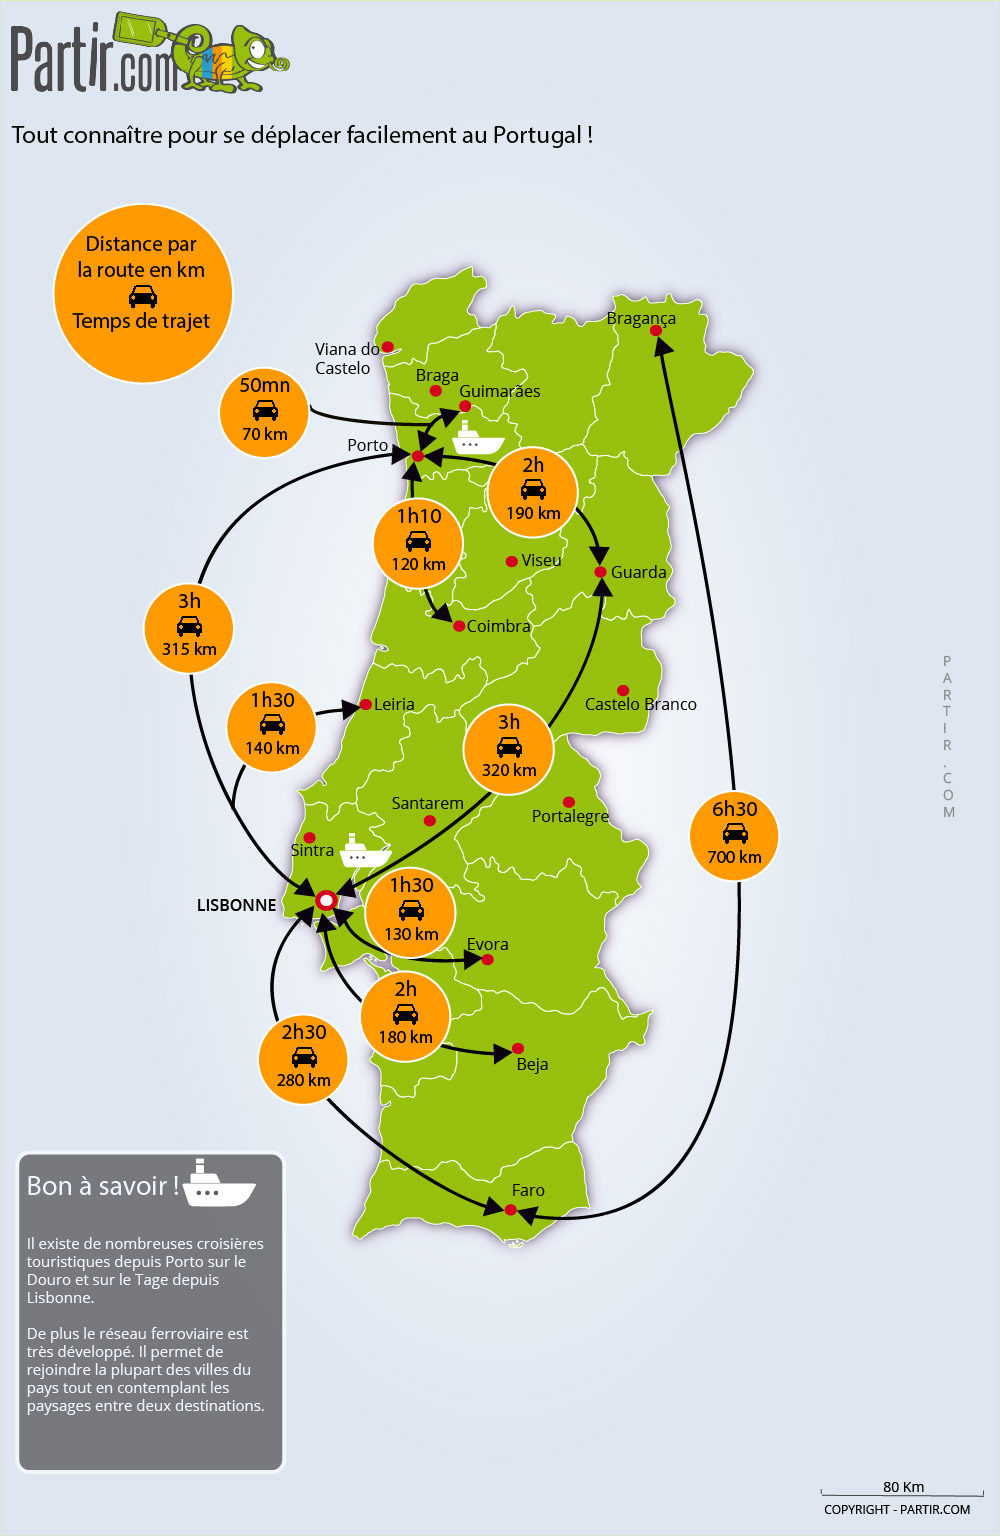 Partir.com
Tout connaître pour se déplacer facilement au Portugal !
Distance par
la route en km
Temps de trajet
Bragança
Viana do
Castelo
Braga
Guimarães
50mn
70 km
Porto
2h
190 km
1h10
120 km
Viseu
Guarda
Coimbra
3h
315 km
1h30
140 km
Leiria
Castelo Branco
3h
320 km
Santarem
Portalegre
6h30
700 km
Sintra
LISBONNE
1h30
130 km
Evora
2h
180 km
2h30
280 km
Beja
Faro
PARTIR.COM
Bon à savoir !
Il existe de nombreuses croisières
touristiques depuis Porto sur le
Douro et sur le Tage depuis
Lisbonne.
De plus le réseau ferroviaire est
très développé. Il permet de
rejoindre la plupart des villes du
pays tout en contemplant les
paysages entre deux destinations.
80 Km
COPYRIGHT - PARTIR.COM